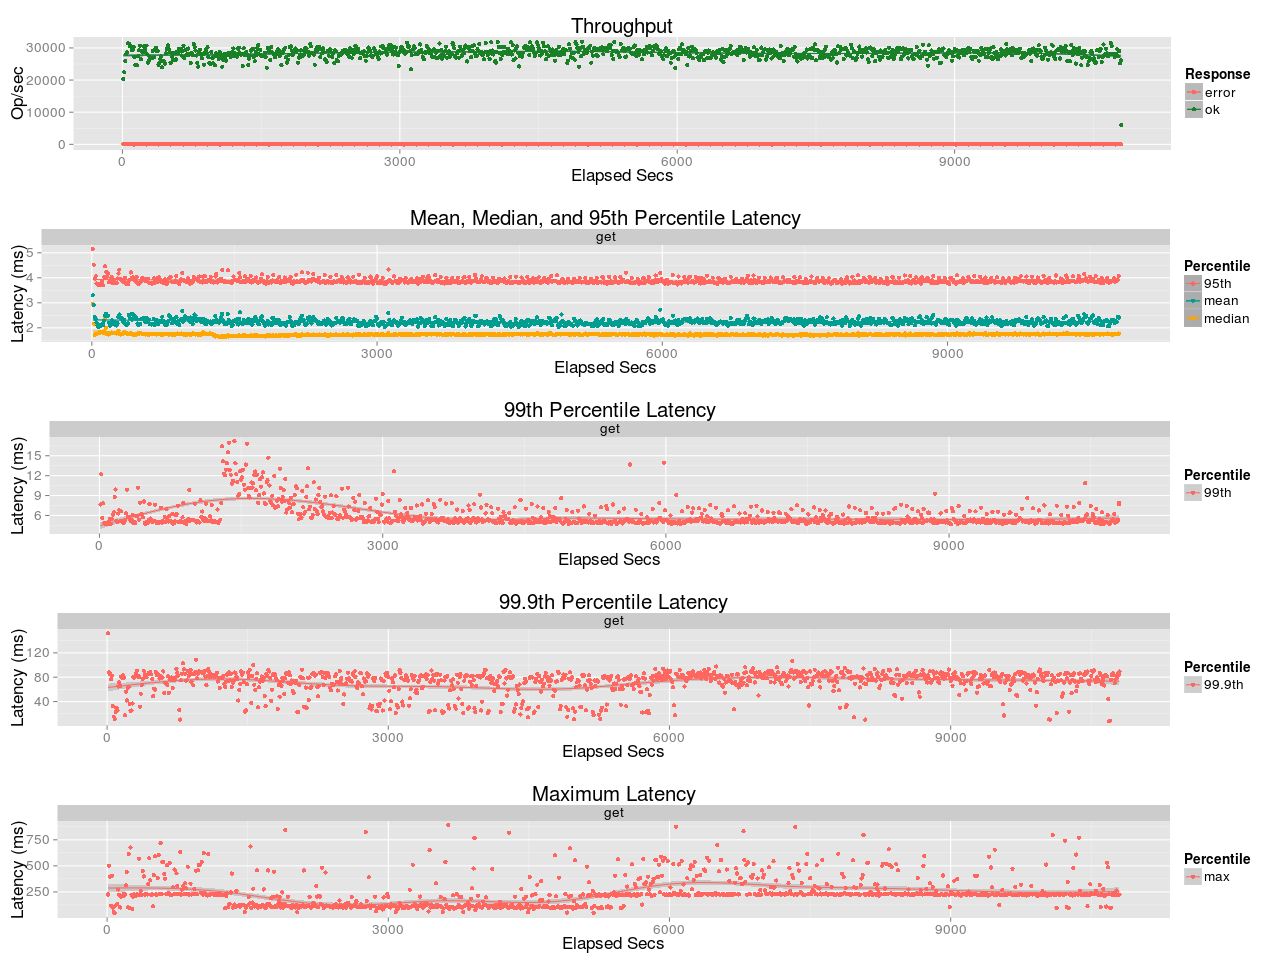 Throughput
30000
20000
10000
0
Op/sec
0 3000 6000 9000
Elapsed Secs
Response
error
ok
Mean, Median, and 95th Percentile Latency
get
5
4
3
2
Latency (ms)
0 3000 6000 9000
Elapsed Secs
Percentile
95th
mean
median
99th Percentile Latency
get
15
12
9
6
Latency (ms)
0 3000 6000 9000
Elapsed Secs
Percentile
99th
99.9th Percentile Latency
get
120
80
40
Latency (ms)
0 3000 6000 9000
Elapsed Secs
Percentile
99.9th
Maximum Latency
get
750
500
250
Latency (ms)
0 3000 6000 9000
Elapsed Secs
Percentile
max